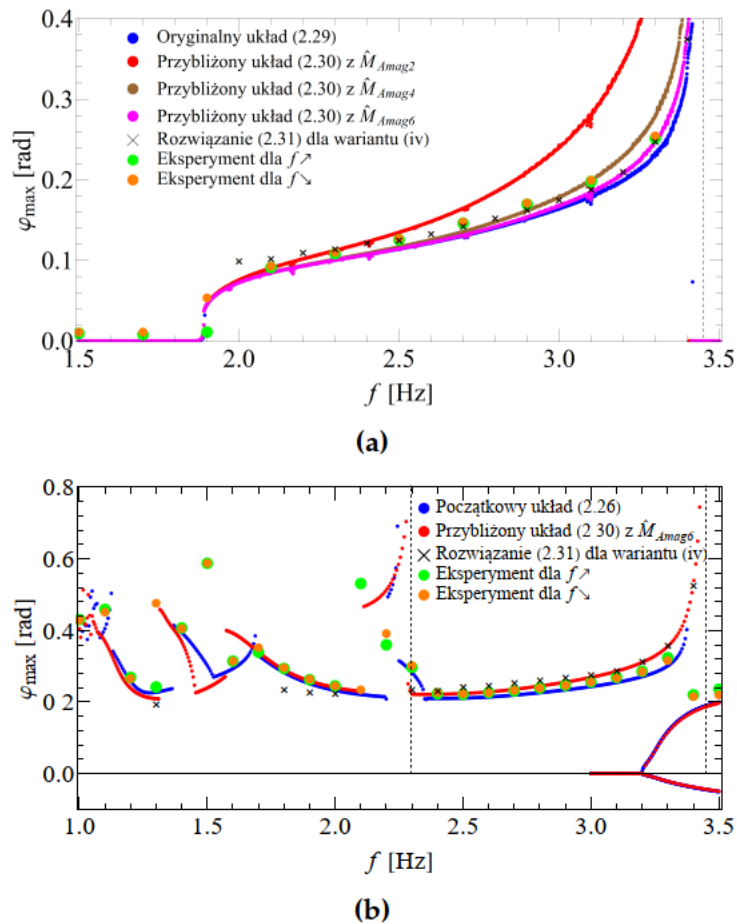 0.4
0.3
0.2
0.1
0.0
φmax [rad]
Oryginalny układ (2.29)
Przybliżony układ (2.30) z M̂Amag2
Przybliżony układ (2.30) z M̂Amag4
Przybliżony układ (2.30) z M̂Amag6
Rozwiązanie (2.31) dla wariantu (iv)
Eksperyment dla f↗
Eksperyment dla f↘
1.5 2.0 2.5 3.0 3.5
f [Hz]
(a)
0.8
0.6
0.4
0.2
0.0
φmax [rad]
Początkowy układ (2.26)
Przybliżony układ (2 30) z M̂Amag6
Rozwiązanie (2.31) dla wariantu (iv)
Eksperyment dla f↗
Eksperyment dla f↘
1.0 1.5 2.0 2.5 3.0 3.5
f [Hz]
(b)